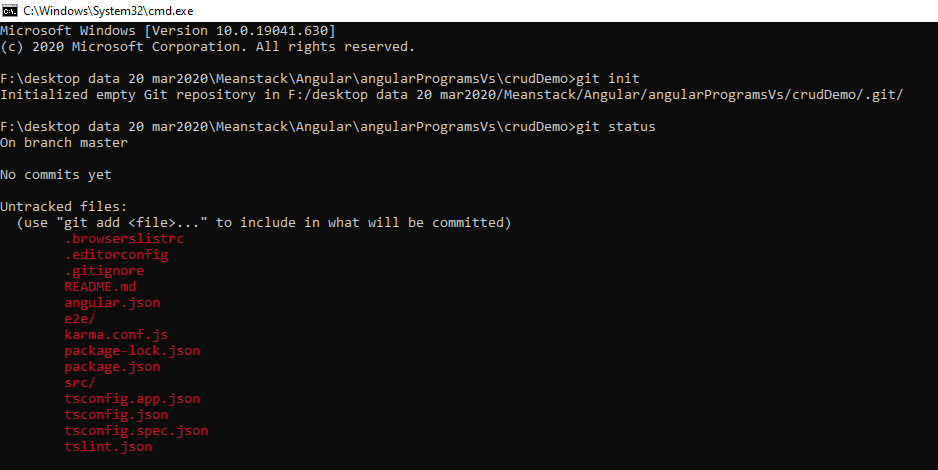 C:\Windows\System32\cmd.exe
Microsoft Windows [Version 10.0.19041.630]
(c) 2020 Microsoft Corporation. All rights reserved.
F:\desktop data 20 mar2020\Meanstack\Angular\angularProgramsVs\crudDemo>git init
Initialized empty Git repository in F:/desktop data 20 mar2020/Meanstack/Angular/angularProgramsVs/crudDemo/.git/
F:\desktop data 20 mar2020\Meanstack\Angular\angularProgramsVs\crudDemo>git status
On branch master
No commits yet
Untracked files:
(use "git add <file>..." to include in what will be committed)
.browserslistrc
.editorconfig
.gitignore
README.md
angular.json
e2e/
karma.conf.js
package-lock.json
package.json
src/
tsconfig.app.json
tsconfig.json
tsconfig.spec.json
tslint.json